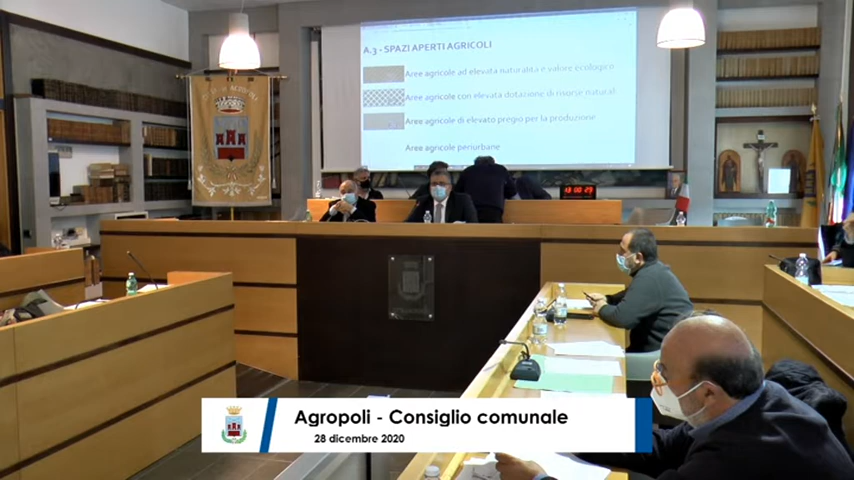 A.3 - SPAZI APERTI AGRICOLI
Aree agricole ad elevata naturalità e valore ecologico
Aree agricole con elevata dotazione di risorse naturali
Aree agricole di elevato pregio per la produzione
Aree agricole periurbane
Agropoli - Consiglio comunale
28 dicembre 2020